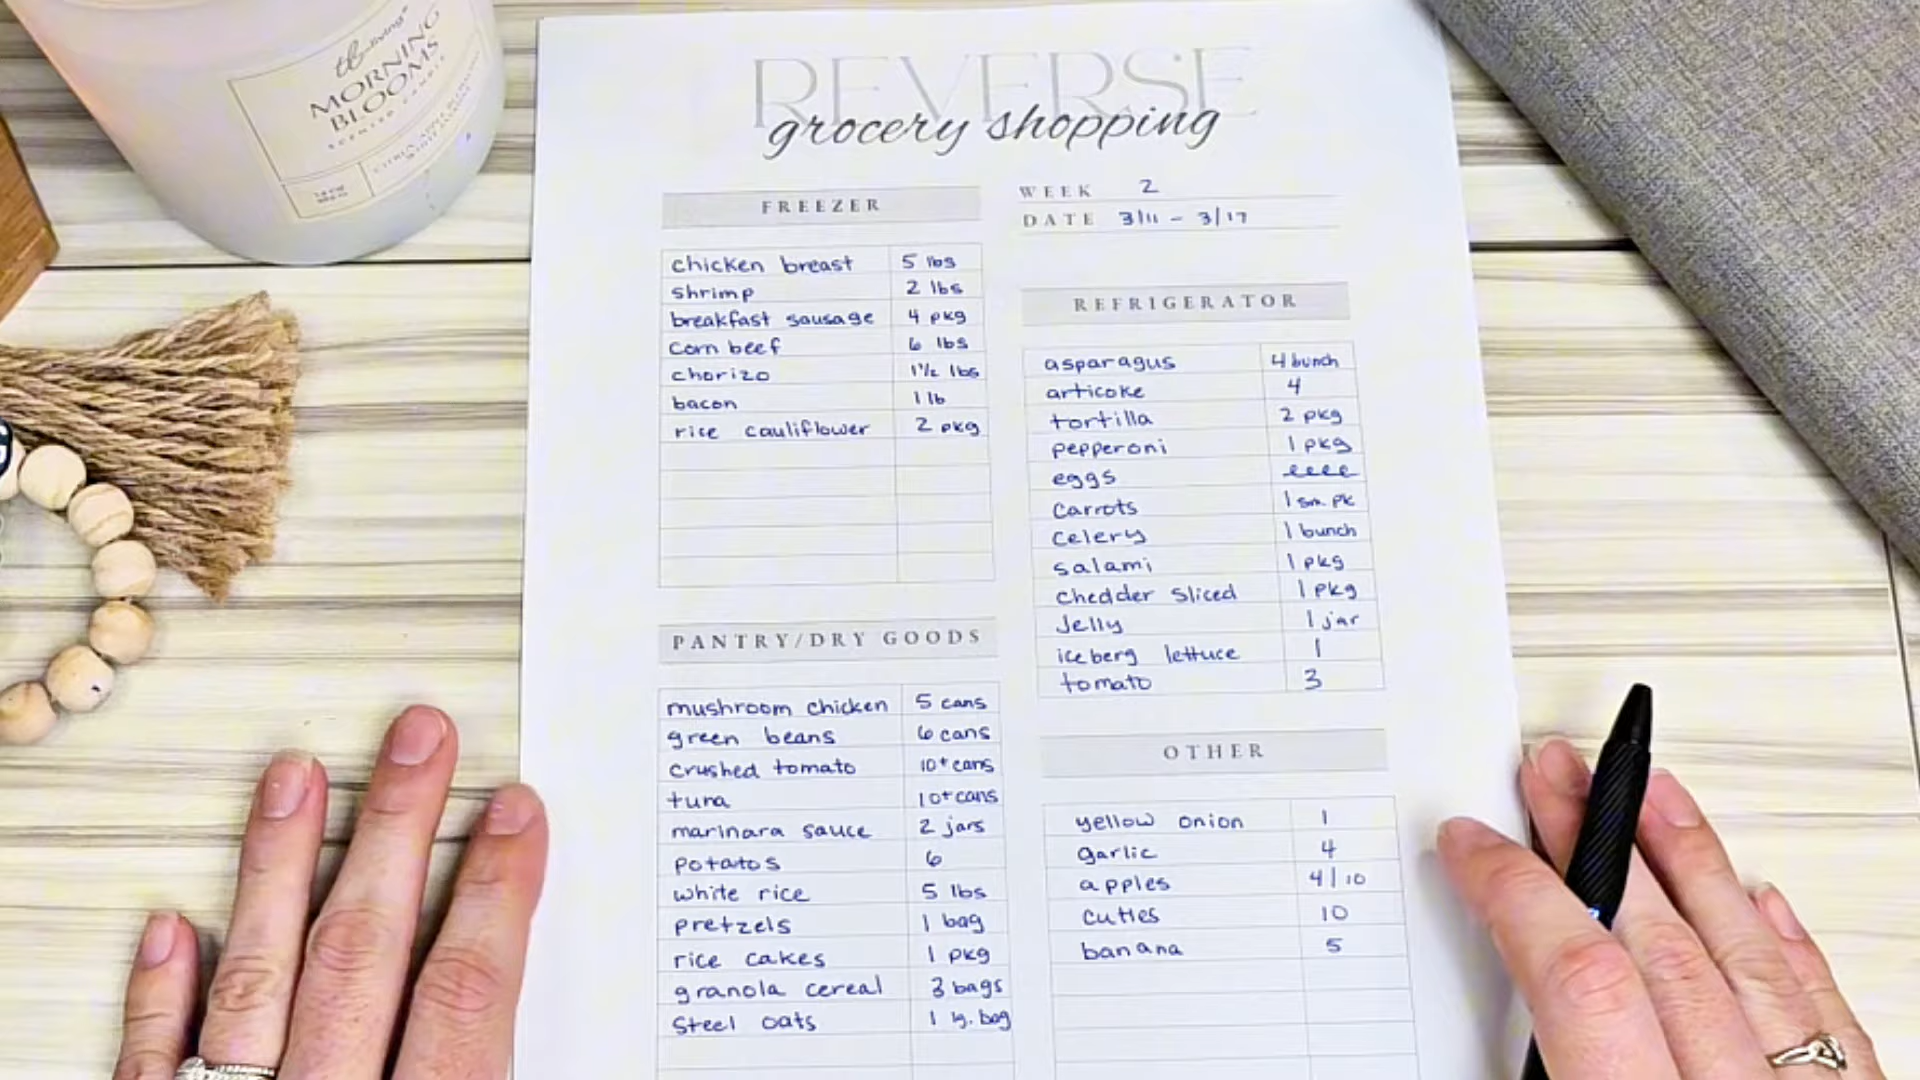 tb living
MORNING
BLOOMS
SCENTED CANDLE
REVERSE
grocery shopping
WEEK 2
DATE 3/11 - 3/17
FREEZER
chicken breast 5 lbs
shrimp 2 lbs
breakfast sausage 4 pkg
corn beef 6 lbs
chorizo 1 1/2 lbs
bacon 1 lb
rice cauliflower 2 pkg
REFRIGERATOR
asparagus 4 bunch
articoke 4
tortilla 2 pkg
pepperoni 1 pkg
eggs
carrots 1 sm. pk
celery 1 bunch
salami 1 pkg
chedder sliced 1 pkg
Jelly 1 jar
iceberg lettuce 1
tomato 3
PANTRY/DRY GOODS
mushroom chicken 5 cans
green beans 6 cans
crushed tomato 10+ cans
tuna 10+ cans
marinara sauce 2 jars
potatos 6
white rice 5 lbs
pretzels 1 bag
rice cakes 1 pkg
granola cereal 3 bags
Steel oats 1 lg. bag
OTHER
yellow onion 1
garlic 4
apples 4/10
cuties 10
banana 5